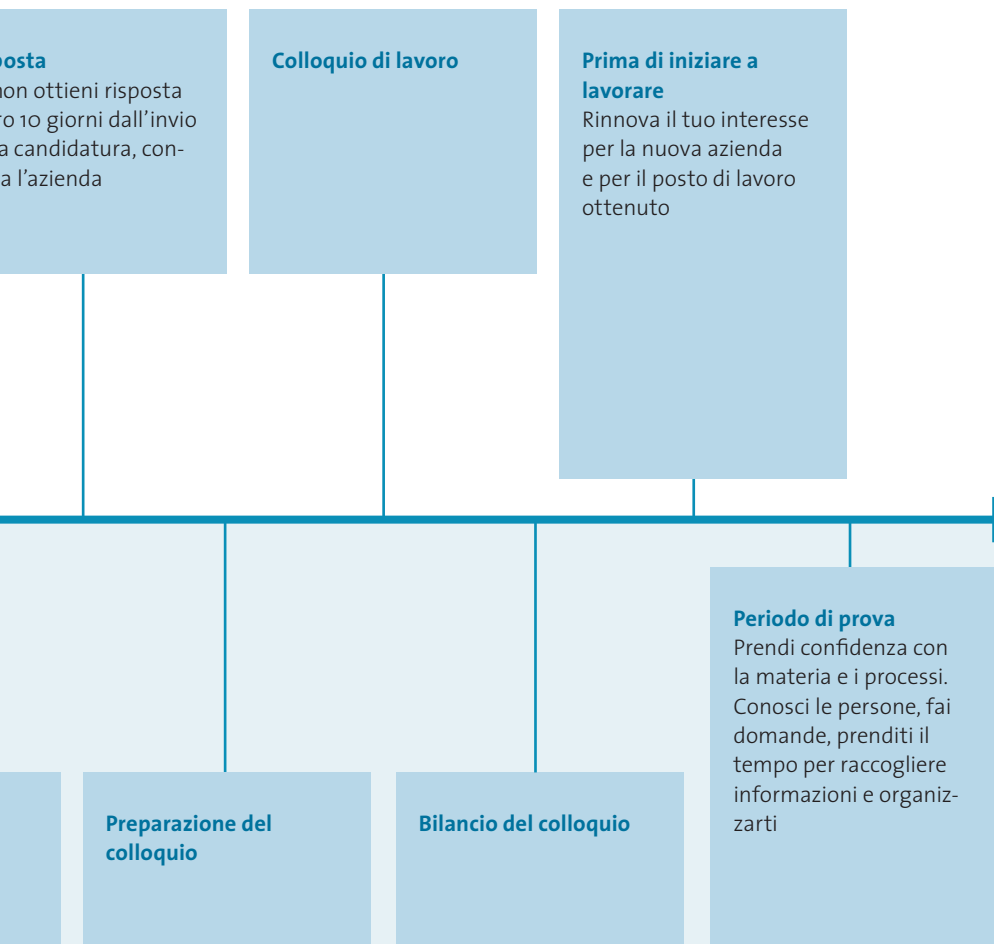 posta
non ottieni risposta
ro 10 giorni dall'invio
a candidatura, con-
a l'azienda
Colloquio di lavoro
Prima di iniziare a
lavorare
Rinnova il tuo interesse
per la nuova azienda
e per il posto di lavoro
ottenuto
Preparazione del
colloquio
Bilancio del colloquio
Periodo di prova
Prendi confidenza con
la materia e i processi.
Conosci le persone, fai
domande, prenditi il
tempo per raccogliere
informazioni e organiz-
zarti